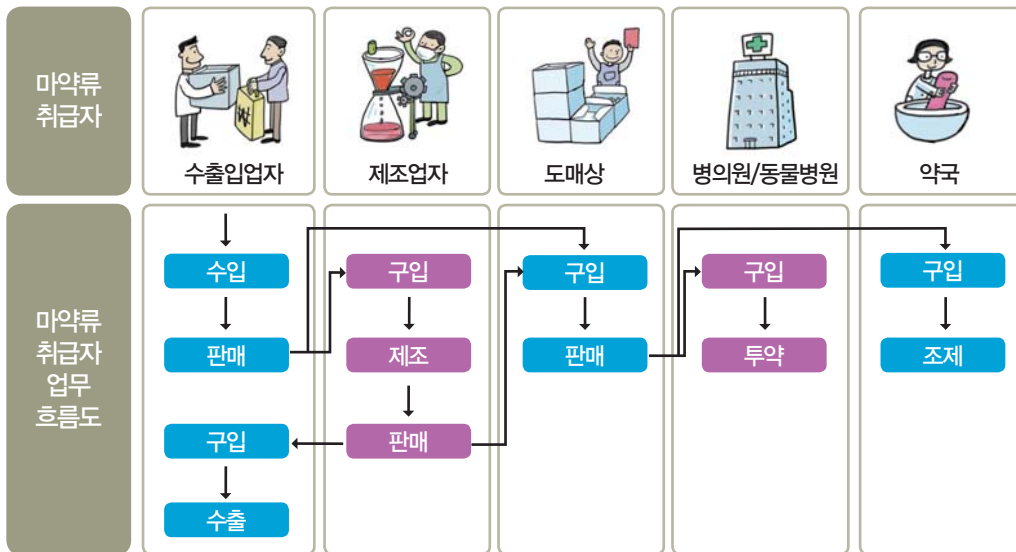 마약류
취급자
수출입업자
제조업자
도매상
병의원/동물병원
약국
마약류
취급자
업무
흐름도
수입
구입
구입
구입
구입
판매
제조
판매
투약
조제
구입
판매
수출
₩